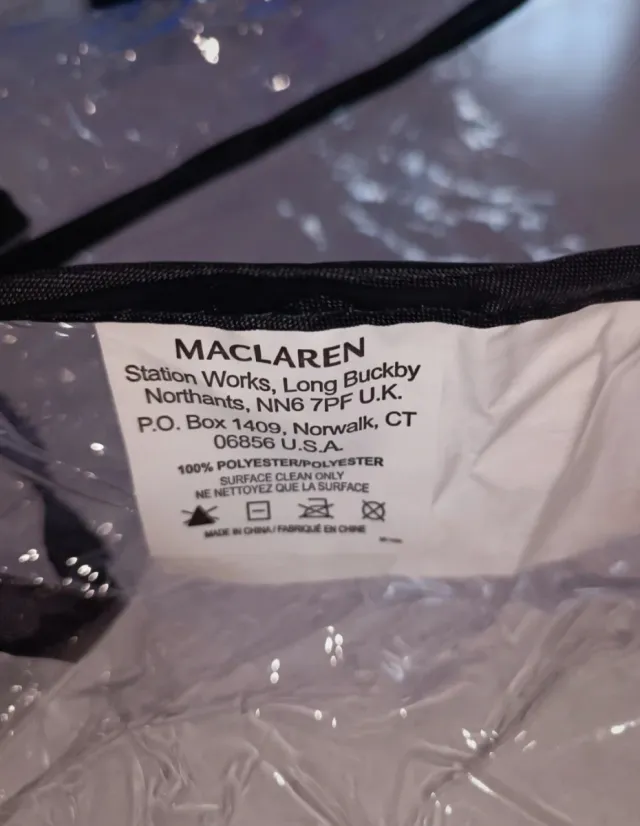 MACLAREN
Station Works, Long Buckby
Northants, NN6 7PF U.K.
P.O. Box 1409, Norwalk, CT
06856 U.S.A.
100% POLYESTER/POLYESTER
SURFACE CLEAN ONLY
NE NETTOYEZ QUE LA SURFACE
MADE IN CHINA / FABRIQUÉ EN CHINE